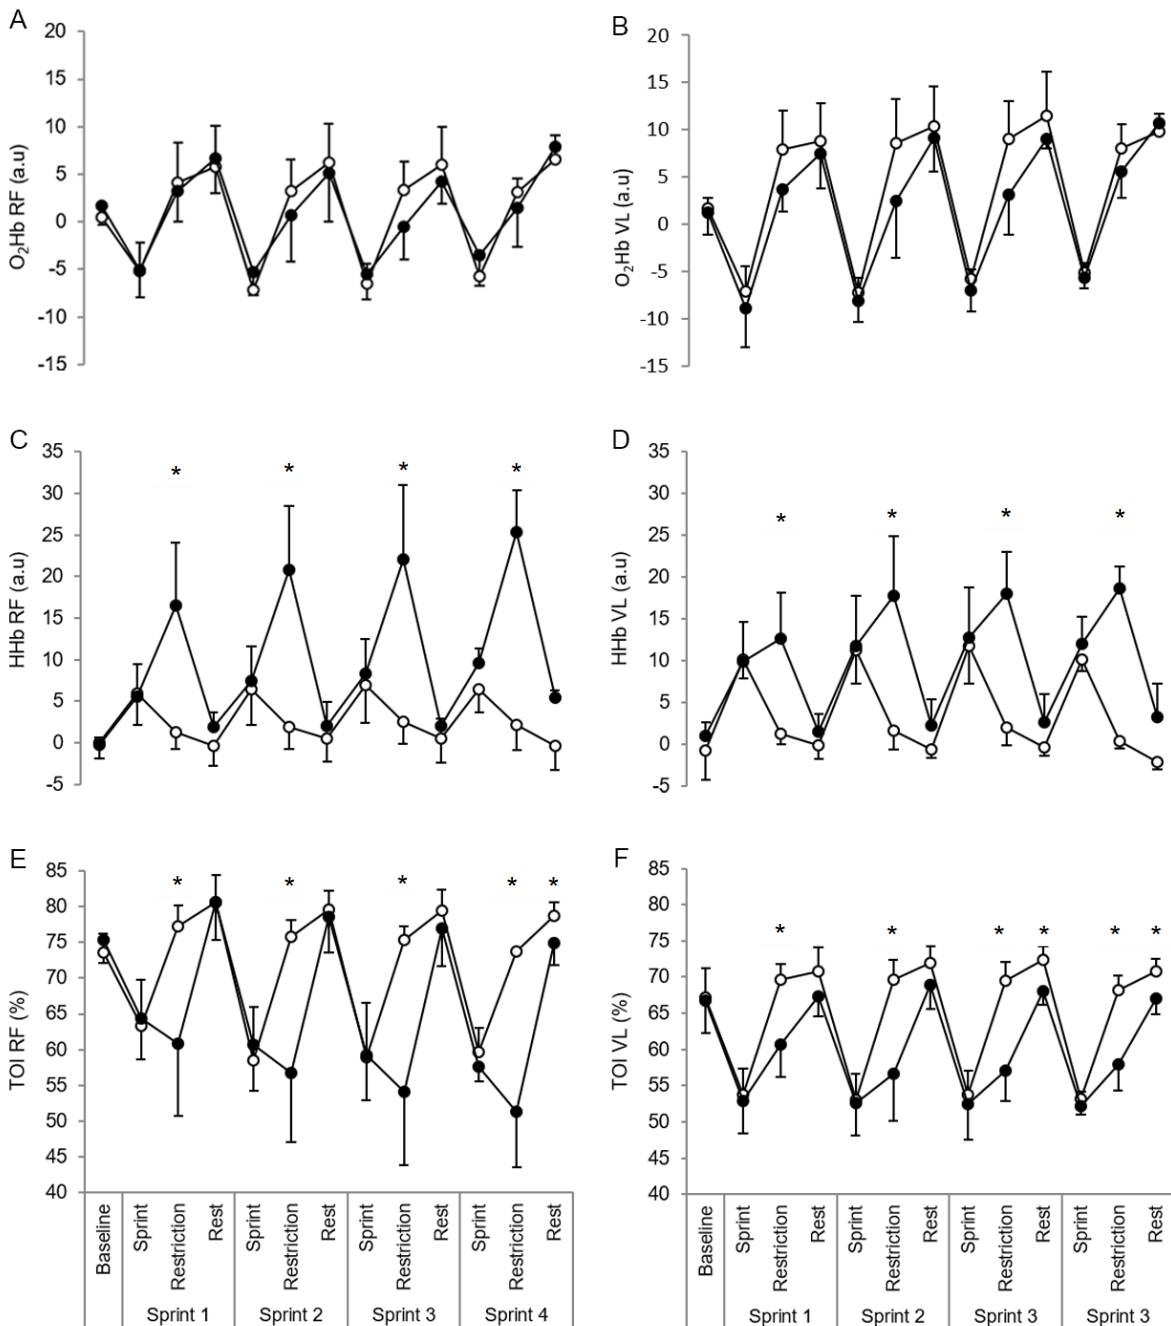 A
20
15
10
5
0
-5
-10
-15
O₂Hb RF (a.u)
B
20
15
10
5
0
-5
-10
-15
O₂Hb VL (a.u)
C
35
30
25
20
15
10
5
0
-5
HHb RF (a.u)
* * * *
D
35
30
25
20
15
10
5
0
-5
HHb VL (a.u)
* * * *
E
85
80
75
70
65
60
55
50
45
40
TOI RF (%)
* * * * *
Baseline
Sprint
Restriction
Rest
Sprint
Restriction
Rest
Sprint
Restriction
Rest
Sprint
Restriction
Rest
Sprint 1
Sprint 2
Sprint 3
Sprint 4
F
85
80
75
70
65
60
55
50
45
40
TOI VL (%)
* * * * * *
Baseline
Sprint
Restriction
Rest
Sprint
Restriction
Rest
Sprint
Restriction
Rest
Sprint
Restriction
Rest
Sprint 1
Sprint 2
Sprint 3
Sprint 3